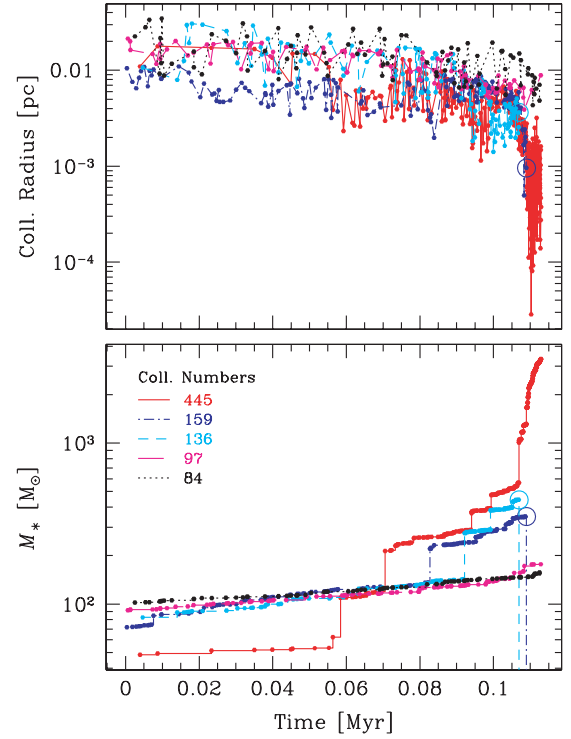 Coll. Radius [pc]
0.01
10⁻³
10⁻⁴
M* [M⊙]
10³
10²
Coll. Numbers
445
159
136
97
84
0 0.02 0.04 0.06 0.08 0.1
Time [Myr]